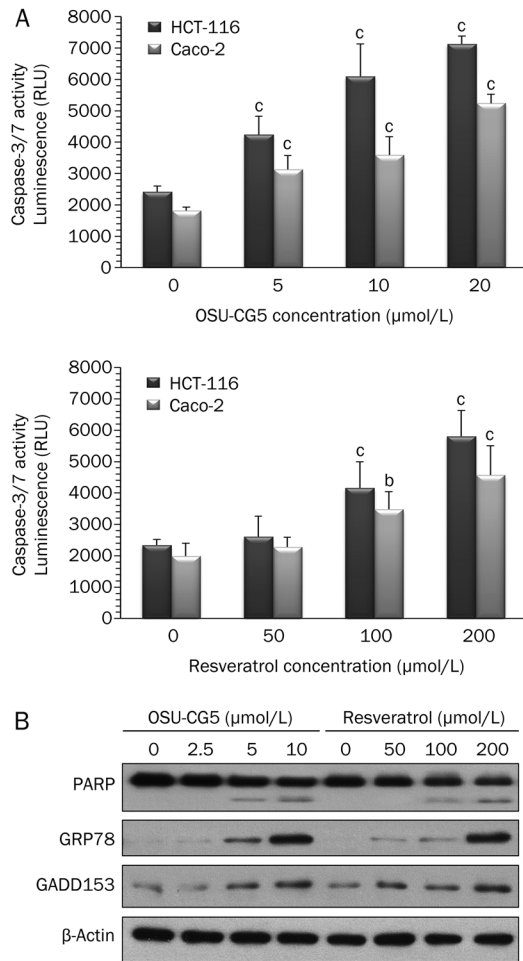 A
Caspase-3/7 activity
Luminescence (RLU)
8000
7000
6000
5000
4000
3000
2000
1000
0
HCT-116
Caco-2
c
c
c
c
c
c
0 5 10 20
OSU-CG5 concentration (μmol/L)
Caspase-3/7 activity
Luminescence (RLU)
8000
7000
6000
5000
4000
3000
2000
1000
0
HCT-116
Caco-2
c
b
c
c
0 50 100 200
Resveratrol concentration (μmol/L)
B
OSU-CG5 (μmol/L) Resveratrol (μmol/L)
0 2.5 5 10 0 50 100 200
PARP
GRP78
GADD153
β-Actin